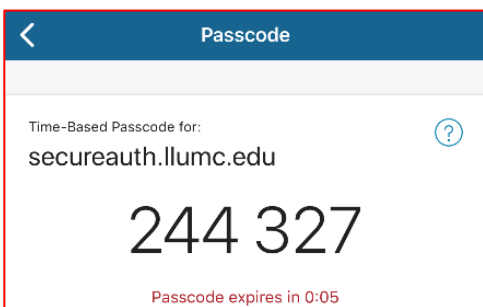 Passcode
Time-Based Passcode for:
secureauth.llumc.edu
244 327
Passcode expires in 0:05